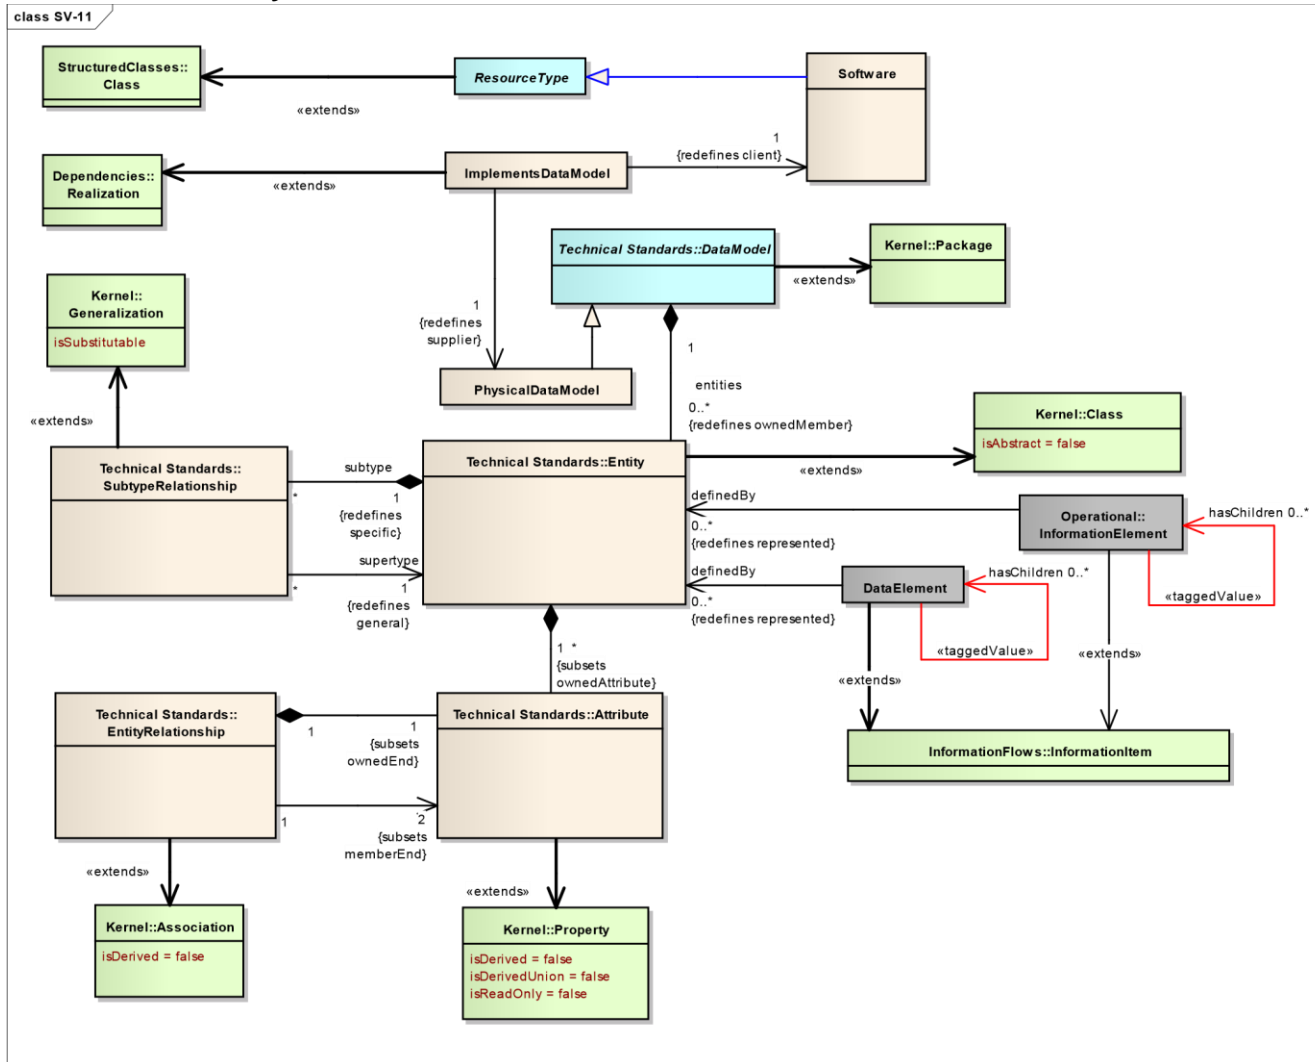 class SV-11
StructuredClasses::
Class
«extends»
ResourceType
Software
1
{redefines client}
Dependencies::
Realization
«extends»
ImplementsDataModel
Technical Standards::DataModel
«extends»
Kernel::Package
Kernel::
Generalization
isSubstitutable
1
{redefines
supplier}
1
PhysicalDataModel
entities
0..*
{redefines ownedMember}
Kernel::Class
isAbstract = false
«extends»
«extends»
Technical Standards::
SubtypeRelationship
subtype
*
1
{redefines
specific}
supertype
*
1
{redefines
general}
Technical Standards::Entity
definedBy
0..*
{redefines represented}
definedBy
0..*
{redefines represented}
Operational::
InformationElement
hasChildren 0..*
«taggedValue»
DataElement
hasChildren 0..*
«taggedValue»
«extends»
«extends»
1 *
{subsets
ownedAttribute}
Technical Standards::
EntityRelationship
1
1
{subsets
ownedEnd}
Technical Standards::Attribute
InformationFlows::InformationItem
1
2
{subsets
memberEnd}
«extends»
«extends»
Kernel::Association
isDerived = false
Kernel::Property
isDerived = false
isDerivedUnion = false
isReadOnly = false